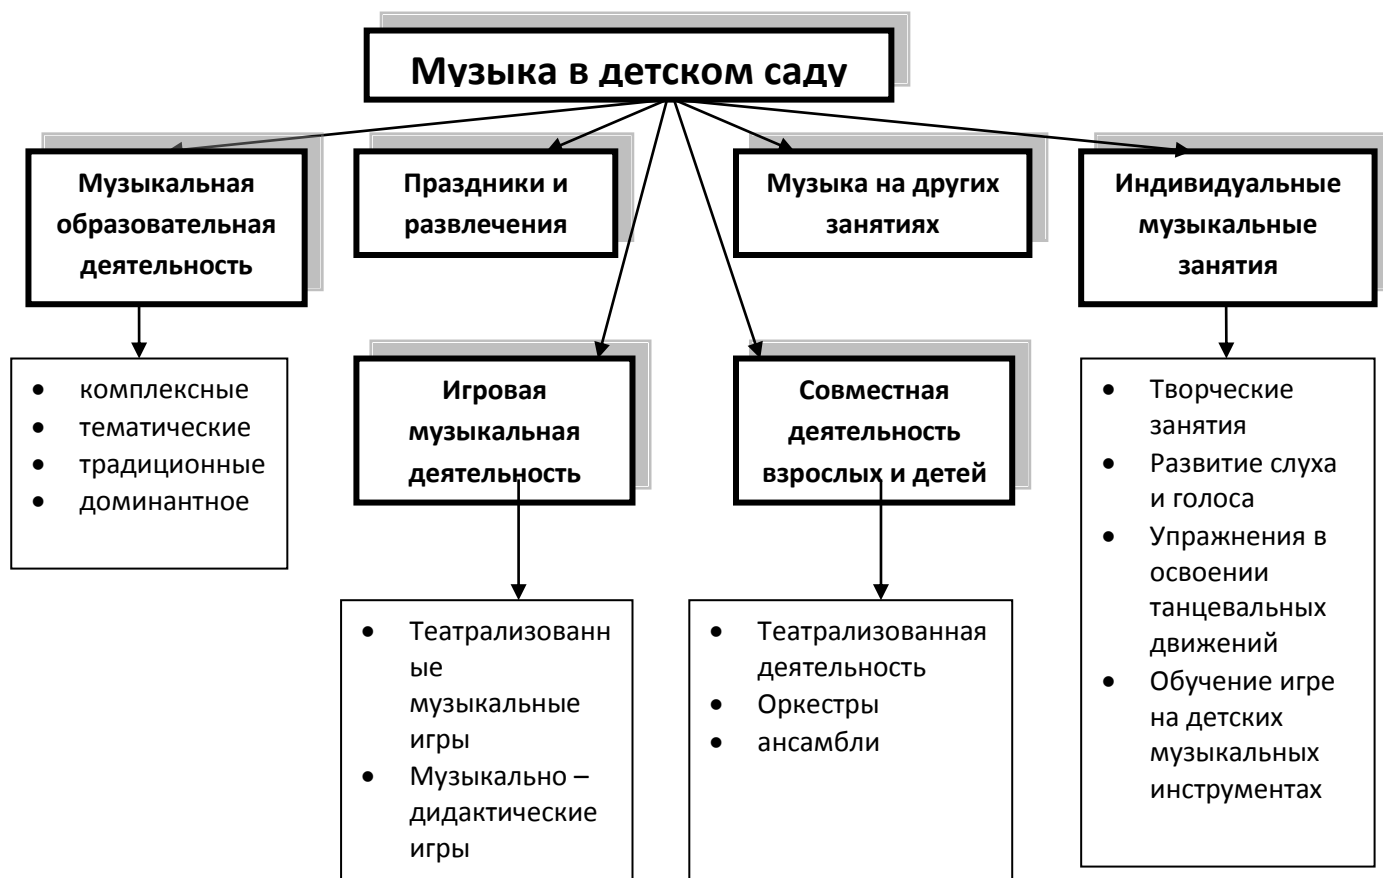 Музыка в детском саду
Музыкальная
образовательная
деятельность
Праздники и
развлечения
Музыка на других
занятиях
Индивидуальные
музыкальные
занятия
• комплексные
• тематические
• традиционные
• доминантное
Игровая
музыкальная
деятельность
Совместная
деятельность
взрослых и детей
• Творческие
занятия
• Развитие слуха
и голоса
• Упражнения в
освоении
танцевальных
движений
• Обучение игре
на детских
музыкальных
инструментах
• Театрализованн
ые
музыкальные
игры
• Музыкально –
дидактические
игры
• Театрализованная
деятельность
• Оркестры
• ансамбли